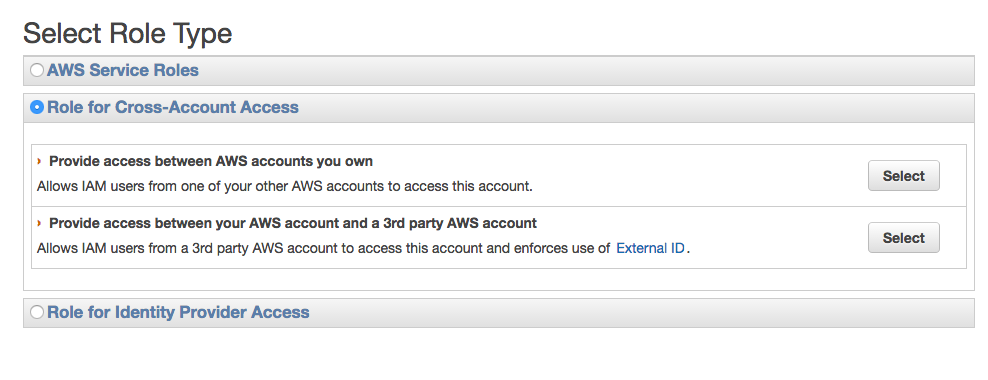 Select Role Type
AWS Service Roles
Role for Cross-Account Access
Provide access between AWS accounts you own
Allows IAM users from one of your other AWS accounts to access this account.
Select
Provide access between your AWS account and a 3rd party AWS account
Allows IAM users from a 3rd party AWS account to access this account and enforces use of External ID.
Select
Role for Identity Provider Access